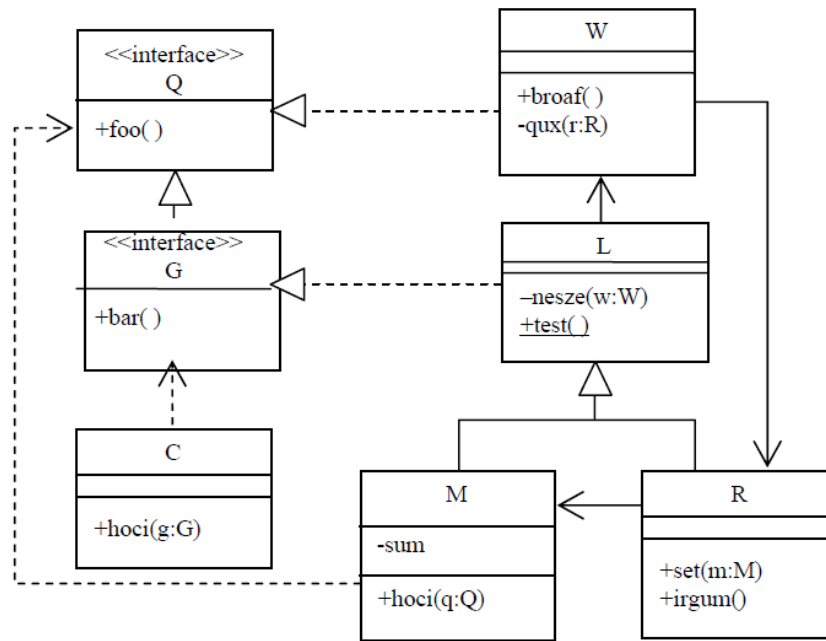 <<interface>>
Q
+foo( )
<<interface>>
G
+bar( )
C
+hoci(g:G)
W
+broaf( )
-qux(r:R)
L
–nesze(w:W)
+test( )
M
-sum
+hoci(q:Q)
R
+set(m:M)
+irgum()